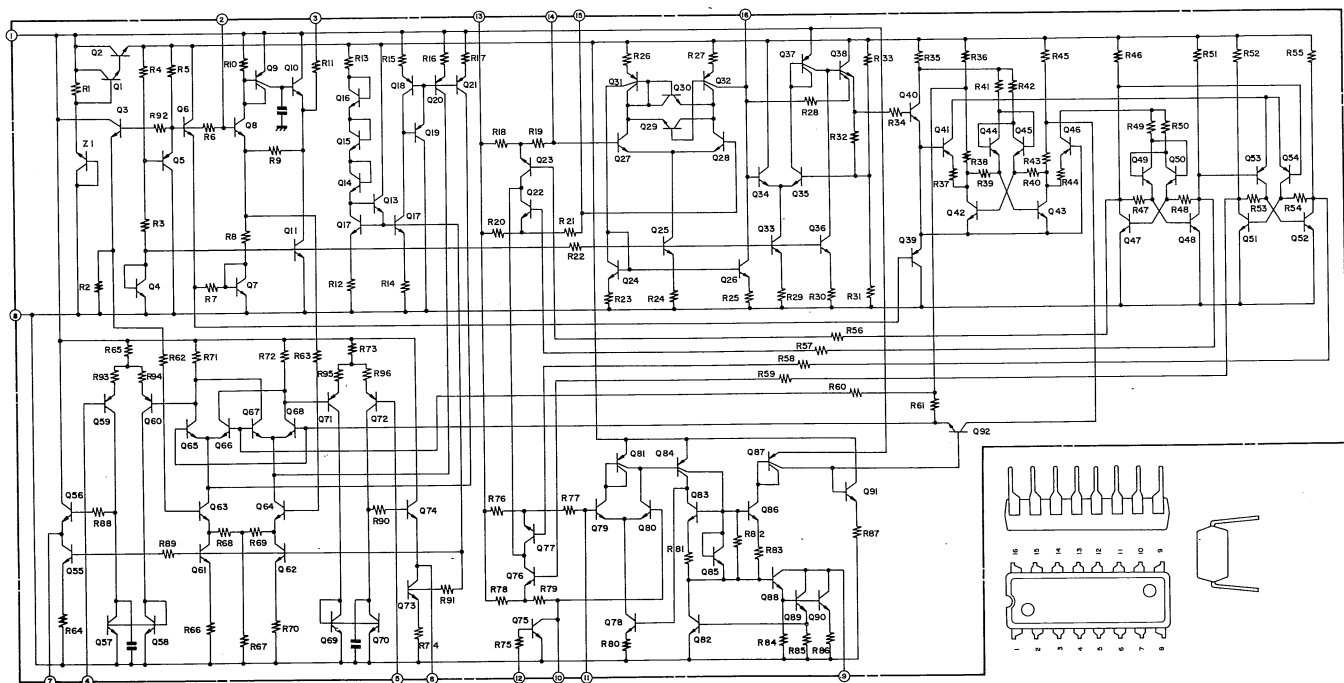 2 3 13 14 15 16
1
Q2 R4 R5 R10 Q9 Q10 R11 R13 R15 R16 R17 R26 R27 Q37 Q38 R33 R35 R36 R45 R46 R51 R52 R55
R1 Q1 Q16 Q18 Q20 Q21 Q31 Q30 Q32 R28 Q40 R41 R42
Q3 R92 Q6 R6 Q8 Q19 R18 R19 Q29 R32 R34 Q41 Q44 Q45 Q46 R49 R50
Z1 Q5 R9 Q15 Q23 Q27 Q28 R38 R43 Q49 Q50 Q53 Q54
Q14 Q13 Q22 Q34 Q35 R37 R39 R40 R44 R47 R48 R53 R54
R3 R8 Q11 Q17 Q17 R20 R21 Q25 Q33 Q36 Q42 Q43 Q47 Q48 Q51 Q52
R22 Q39
R2 Q4 R7 Q7 R12 R14 Q24 R23 R24 Q26 R25 R29 R30 R31
8
R56
R65 R62 R71 R72 R63 R73 R57
R58
R93 R94 R95 R96 R59 R60
Q59 Q60 Q67 Q68 Q71 Q72 R61
Q65 Q66 Q92
Q81 Q84 Q87
Q56 Q63 Q64 Q74 R76 R77 Q83 Q86 Q91
R88 R90 Q79 Q80 R87
R68 R69 Q77 R81 R82 R83
Q55 R89 Q61 Q62 Q76 Q85
Q73 R91 R78 R79 Q88
R64 Q57 Q58 R66 R67 R70 Q69 Q70 R74 Q75 R75 Q78 R80 Q82 R84 Q89 Q90 R85 R86
7 4 5 6 12 10 11 9
16 15 14 13 12 11 10 9
1 2 3 4 5 6 7 8